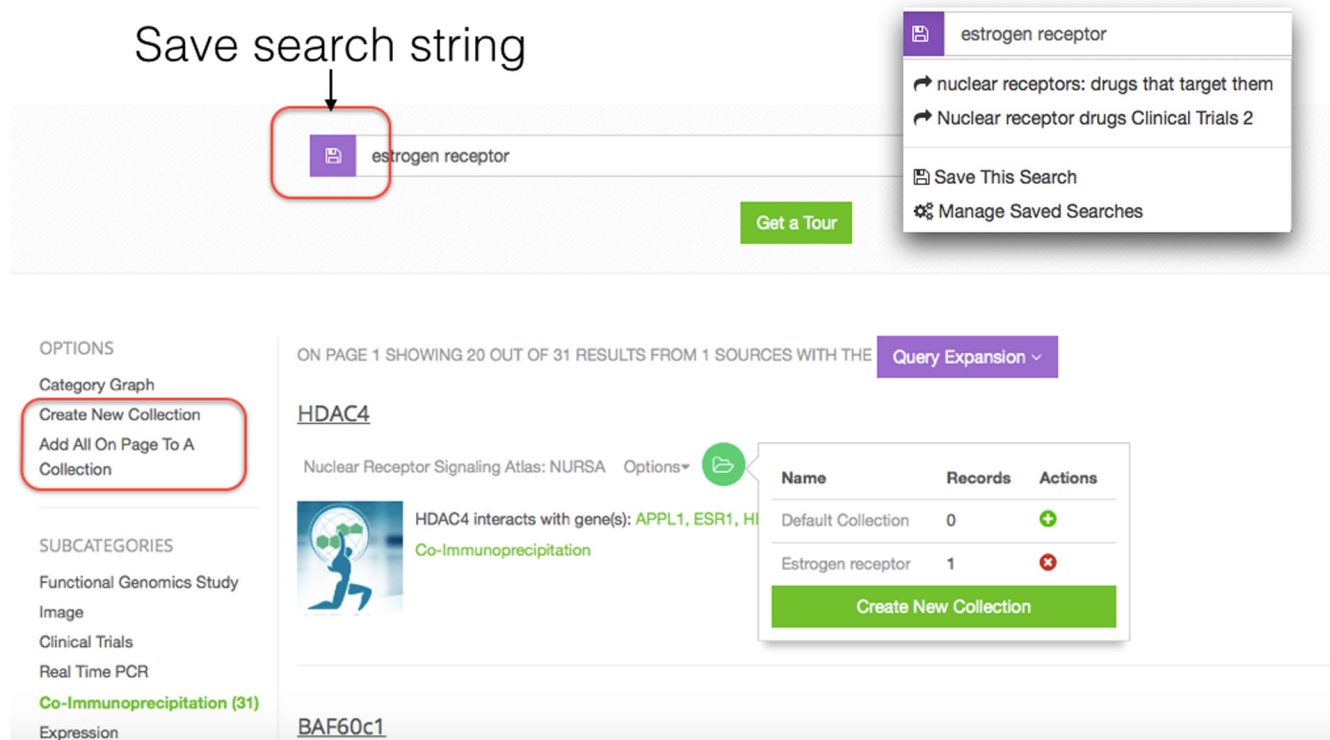 Save search string
estrogen receptor
Get a Tour
estrogen receptor
nuclear receptors: drugs that target them
Nuclear receptor drugs Clinical Trials 2
Save This Search
Manage Saved Searches
OPTIONS
Category Graph
Create New Collection
Add All On Page To A
Collection
SUBCATEGORIES
Functional Genomics Study
Image
Clinical Trials
Real Time PCR
Co-Immunoprecipitation (31)
Expression
ON PAGE 1 SHOWING 20 OUT OF 31 RESULTS FROM 1 SOURCES WITH THE Query Expansion
HDAC4
Nuclear Receptor Signaling Atlas: NURSA Options
HDAC4 interacts with gene(s): APPL1, ESR1,
Co-Immunoprecipitation
Name Records Actions
Default Collection 0
Estrogen receptor 1
Create New Collection
BAF60c1